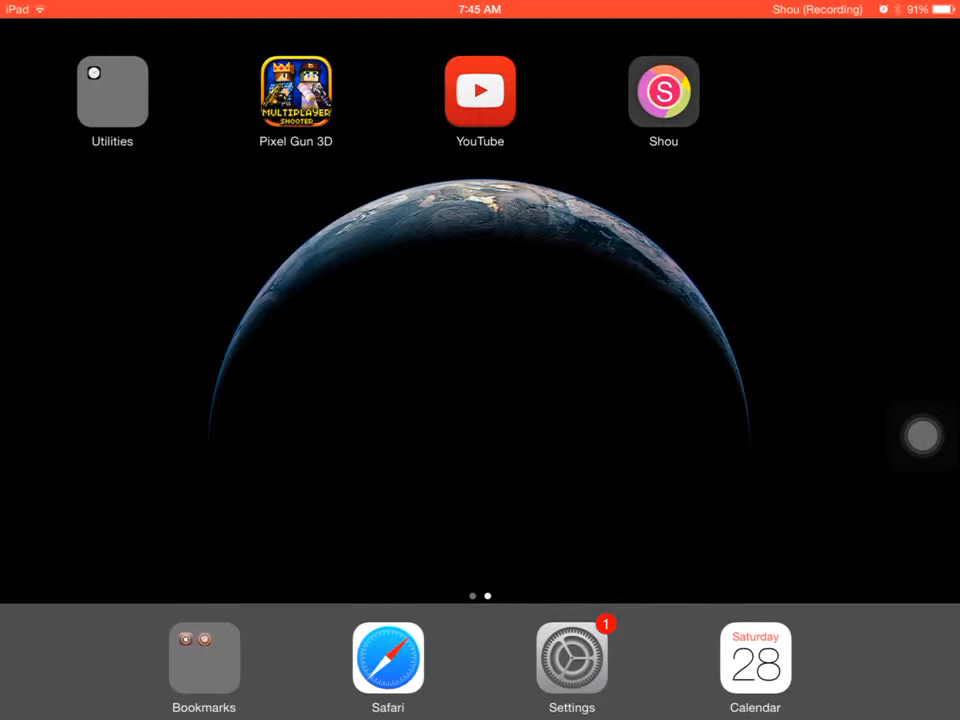 iPad 7:45 AM Shou (Recording) 91%
MULTIPLAYER
SHOOTER
S
Utilities Pixel Gun 3D YouTube Shou
1
Saturday
28
Bookmarks Safari Settings Calendar